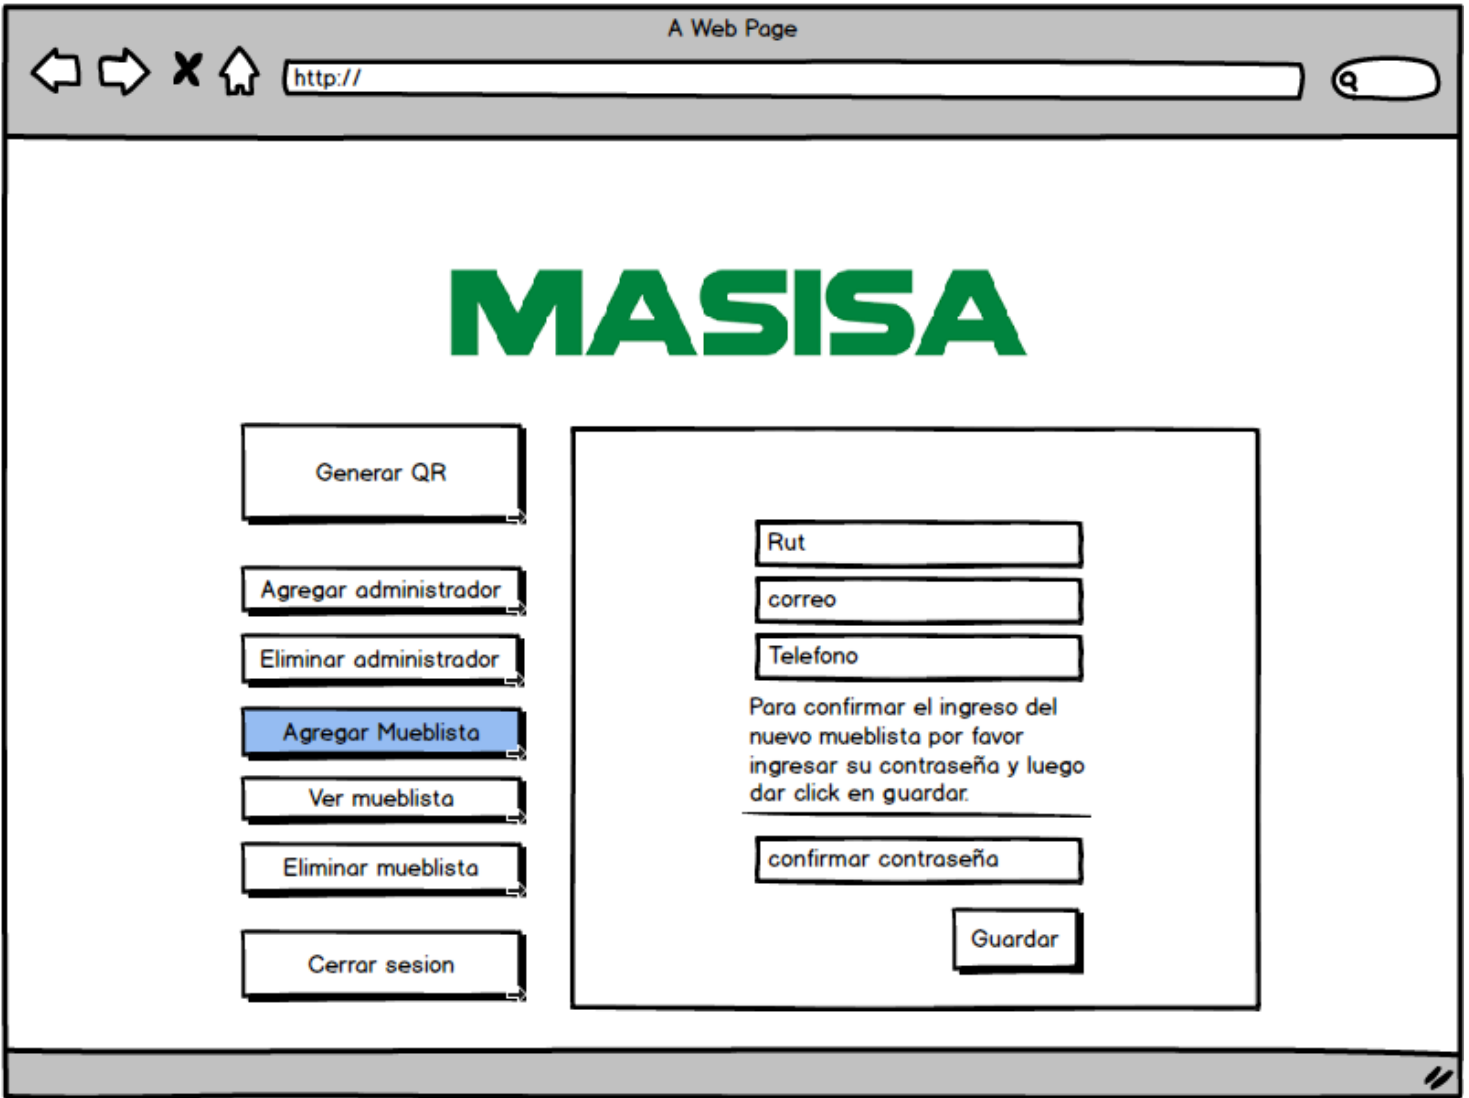 A Web Page
http://
MASISA
Generar QR
Agregar administrador
Eliminar administrador
Agregar Mueblista
Ver mueblista
Eliminar mueblista
Cerrar sesion
Rut
correo
Telefono
Para confirmar el ingreso del
nuevo mueblista por favor
ingresar su contraseña y luego
dar click en guardar.
confirmar contraseña
Guardar